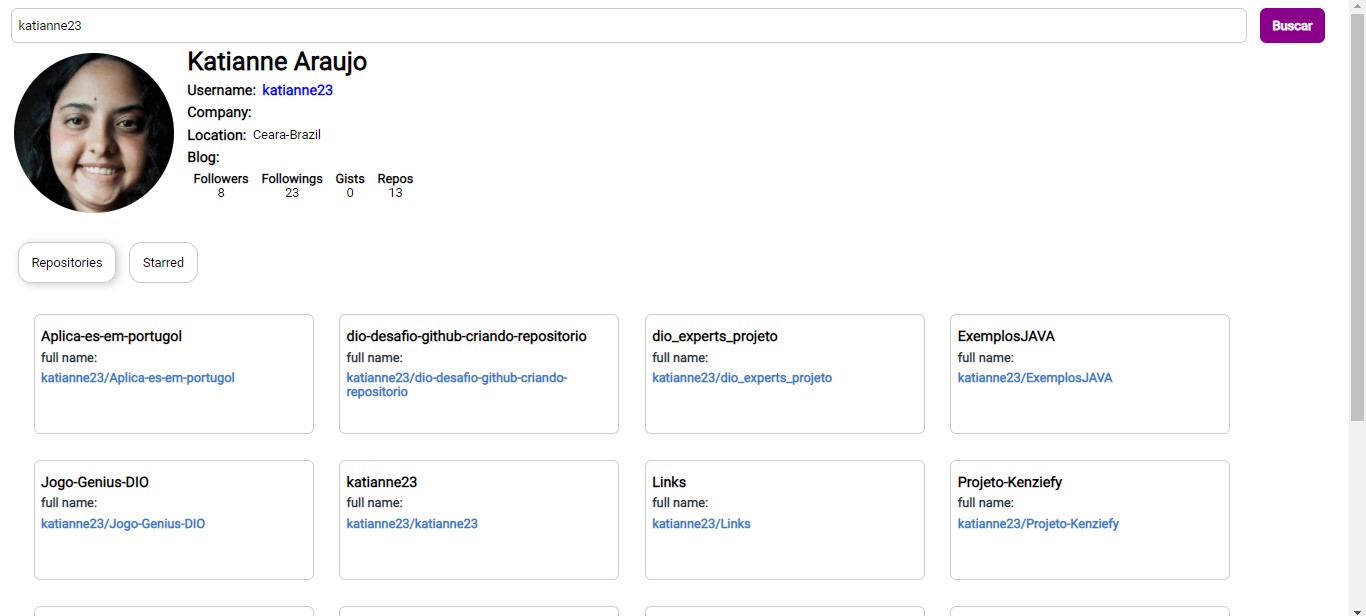 katianne23
Buscar
Katianne Araujo
Username: katianne23
Company:
Location: Ceara-Brazil
Blog:
Followers Followings Gists Repos
8 23 0 13
Repositories Starred
Aplica-es-em-portugol
full name:
katianne23/Aplica-es-em-portugol
dio-desafio-github-criando-repositorio
full name:
katianne23/dio-desafio-github-criando-
repositorio
dio_experts_projeto
full name:
katianne23/dio_experts_projeto
ExemplosJAVA
full name:
katianne23/ExemplosJAVA
Jogo-Genius-DIO
full name:
katianne23/Jogo-Genius-DIO
katianne23
full name:
katianne23/katianne23
Links
full name:
katianne23/Links
Projeto-Kenziefy
full name:
katianne23/Projeto-Kenziefy